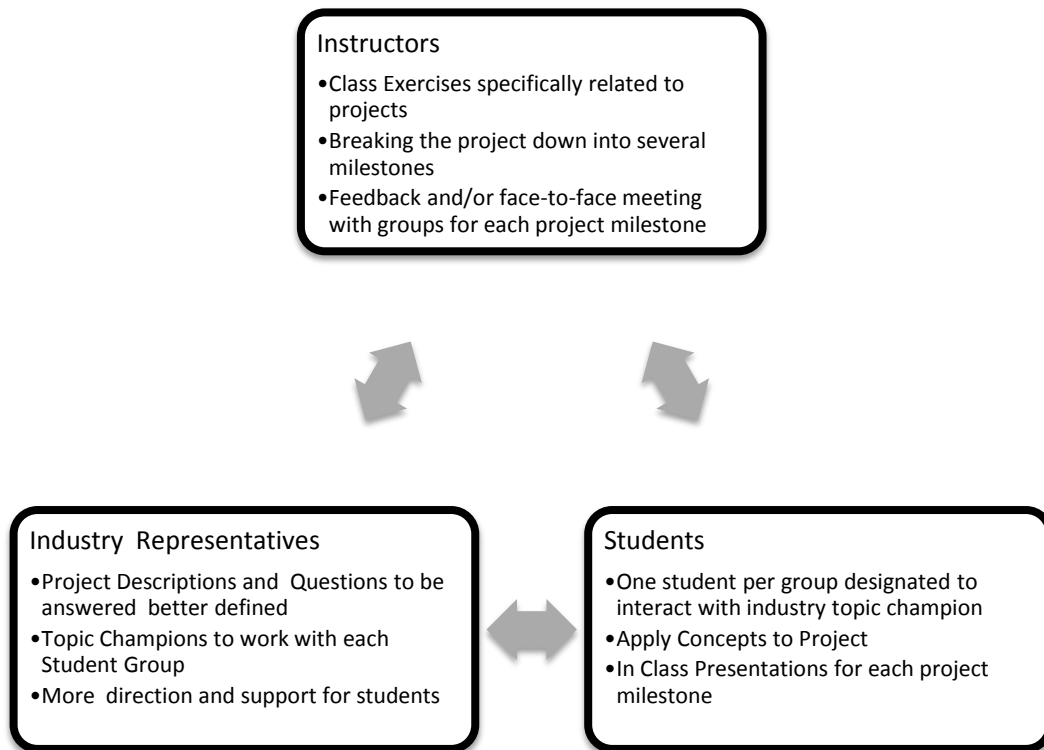 Instructors
•Class Exercises specifically related to
projects
•Breaking the project down into several
milestones
•Feedback and/or face-to-face meeting
with groups for each project milestone
Industry Representatives
•Project Descriptions and Questions to be
answered better defined
•Topic Champions to work with each
Student Group
•More direction and support for students
Students
•One student per group designated to
interact with industry topic champion
•Apply Concepts to Project
•In Class Presentations for each project
milestone